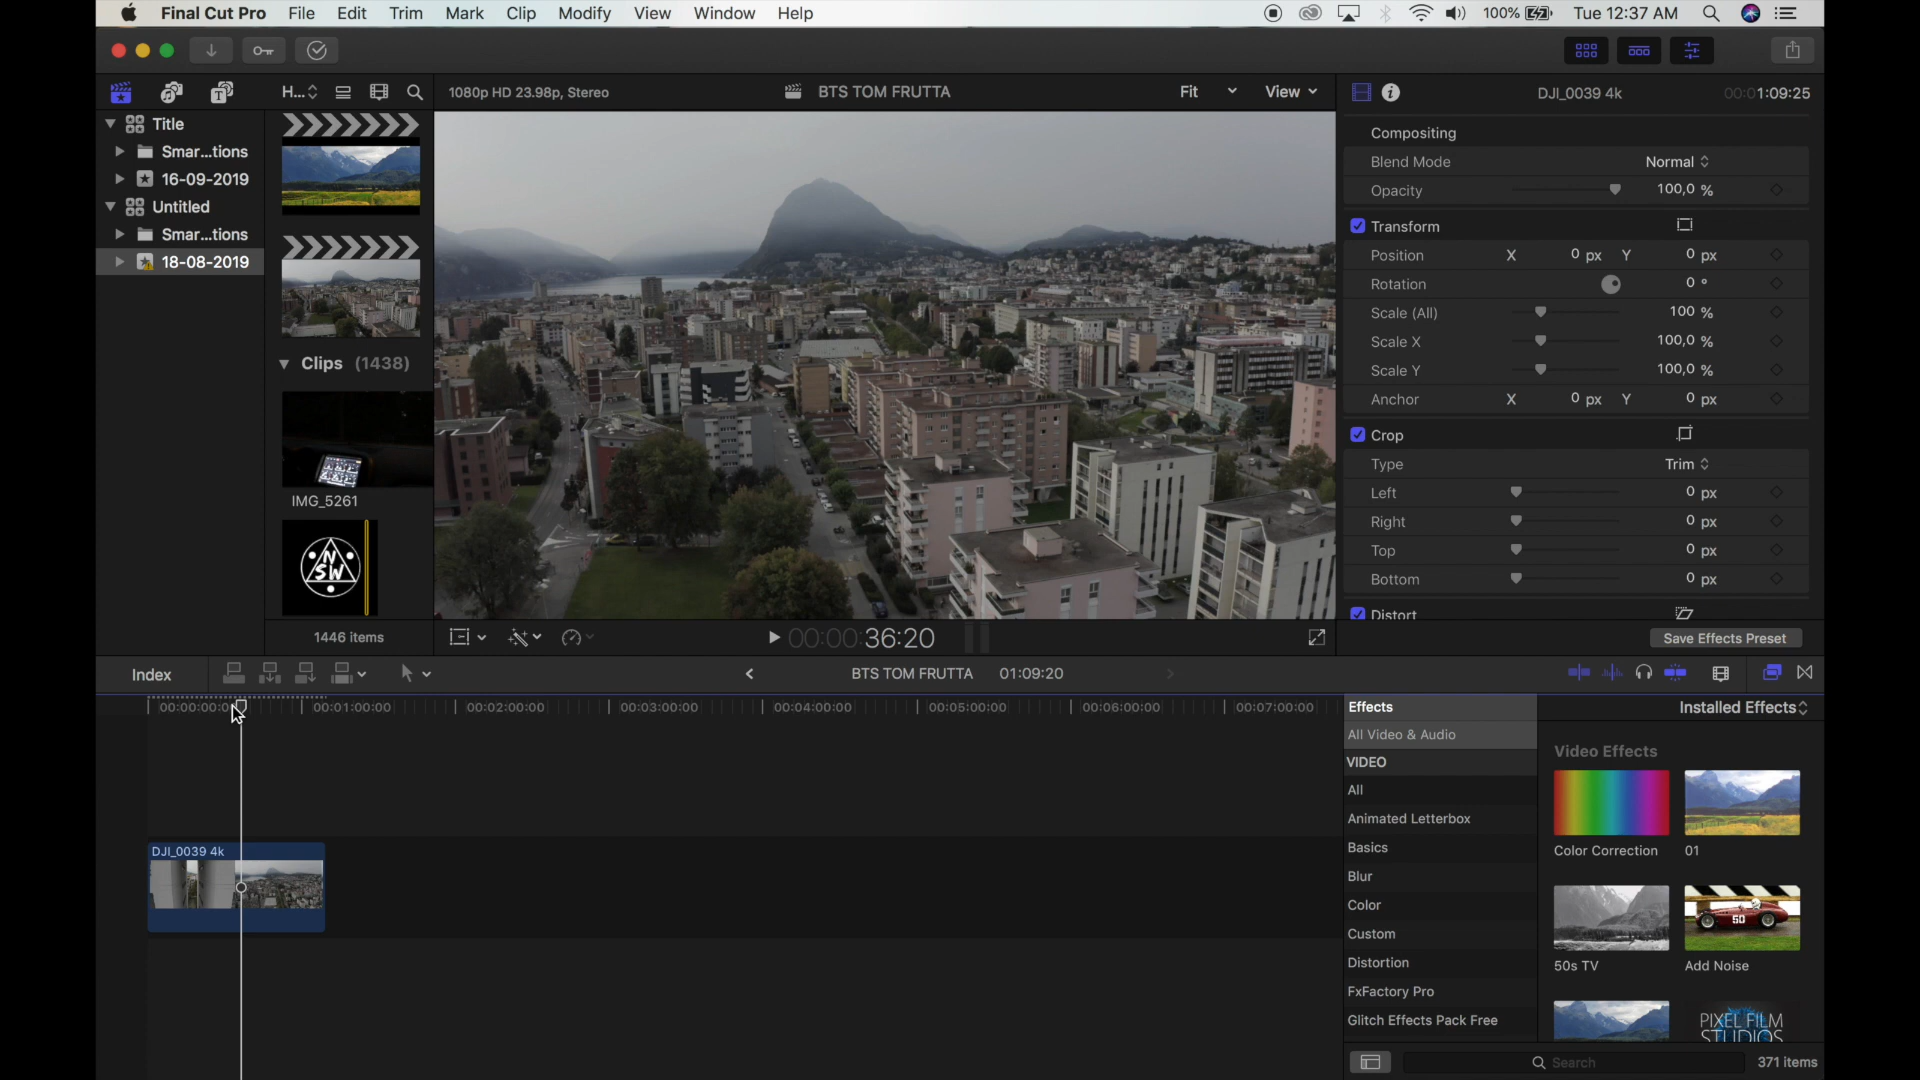 Final Cut Pro File Edit Trim Mark Clip Modify View Window Help 100% Tue 12:37 AM
H... 1080p HD 23.98p, Stereo BTS TOM FRUTTA Fit View DJI_0039 4k 00:01:09:25
Title
Smar...tions
16-09-2019
Untitled
Smar...tions
18-08-2019
Clips (1438)
IMG_5261
NSW
1446 items
00:00:00:36:20
Compositing
Blend Mode Normal
Opacity 100,0 %
Transform
Position X 0 px Y 0 px
Rotation 0 °
Scale (All) 100 %
Scale X 100,0 %
Scale Y 100,0 %
Anchor X 0 px Y 0 px
Crop
Type Trim
Left 0 px
Right 0 px
Top 0 px
Bottom 0 px
Distort
Save Effects Preset
Index BTS TOM FRUTTA 01:09:20
00:01:00:00 00:02:00:00 00:03:00:00 00:04:00:00 00:05:00:00 00:06:00:00 00:07:00:00
DJI_0039 4k
Effects Installed Effects
All Video & Audio
VIDEO
All
Animated Letterbox
Basics
Blur
Color
Custom
Distortion
FxFactory Pro
Glitch Effects Pack Free
Video Effects
Color Correction 01
50
50s TV Add Noise
PIXEL FILM
STUDIOS
Search 371 items